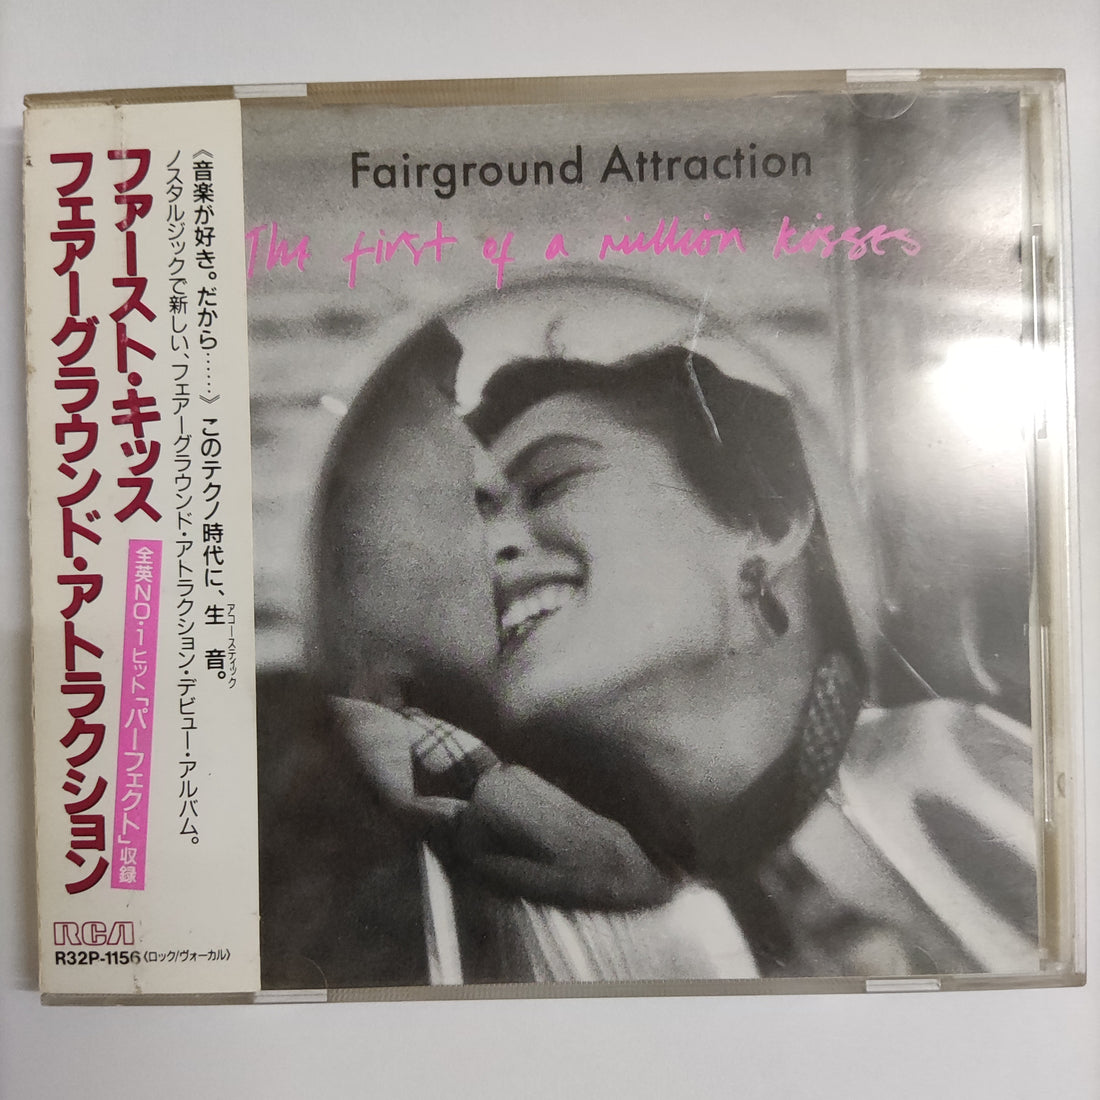 Fairground Attraction
The first of a million kisses
《音楽が好き。だから……》このテクノ時代に、生音。
アコースティック
ノスタルジックで新しい、フェアーグラウンド・アトラクション・デビュー・アルバム。
ファースト・キッス
全英NO・1ヒット「パーフェクト」収録
フェアーグラウンド・アトラクション
RCA
R32P-1156〈ロック/ヴォーカル〉